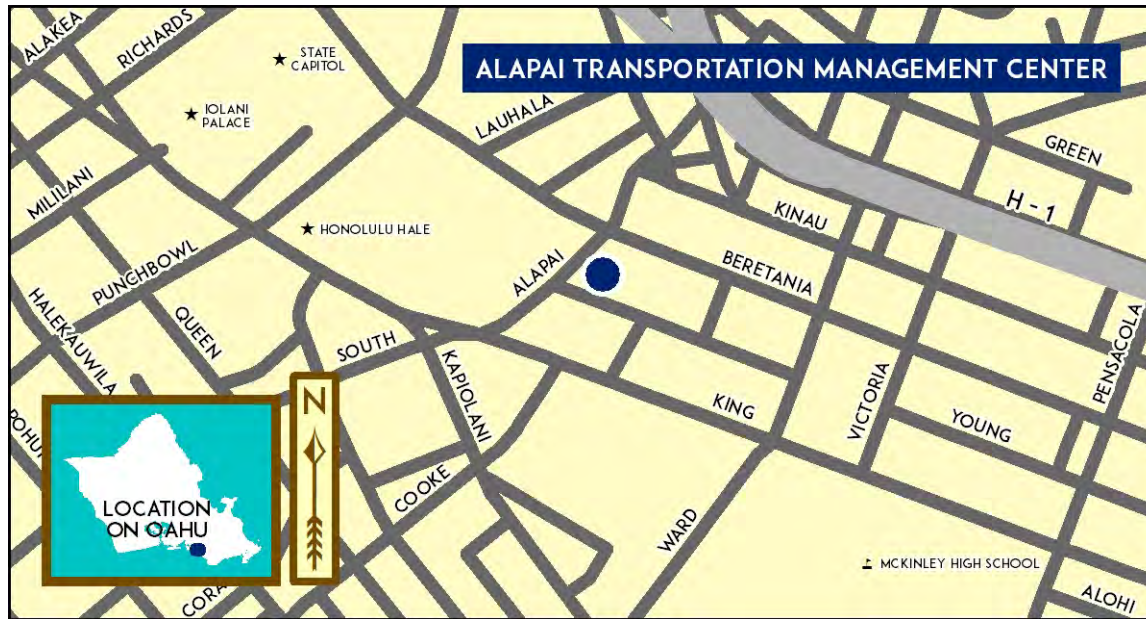 ALAPAI TRANSPORTATION MANAGEMENT CENTER
ALAKEA
RICHARDS
STATE
CAPITOL
IOLANI
PALACE
LAUHALA
GREEN
MILILANI
HONOLULU HALE
KINAU
H - 1
PUNCHBOWL
ALAPAI
BERETANIA
HALEKAUWILA
QUEEN
SOUTH
KAPIOLANI
KING
VICTORIA
PENSACOLA
YOUNG
N
COOKE
LOCATION
ON OAHU
WARD
MCKINLEY HIGH SCHOOL
ALOHI